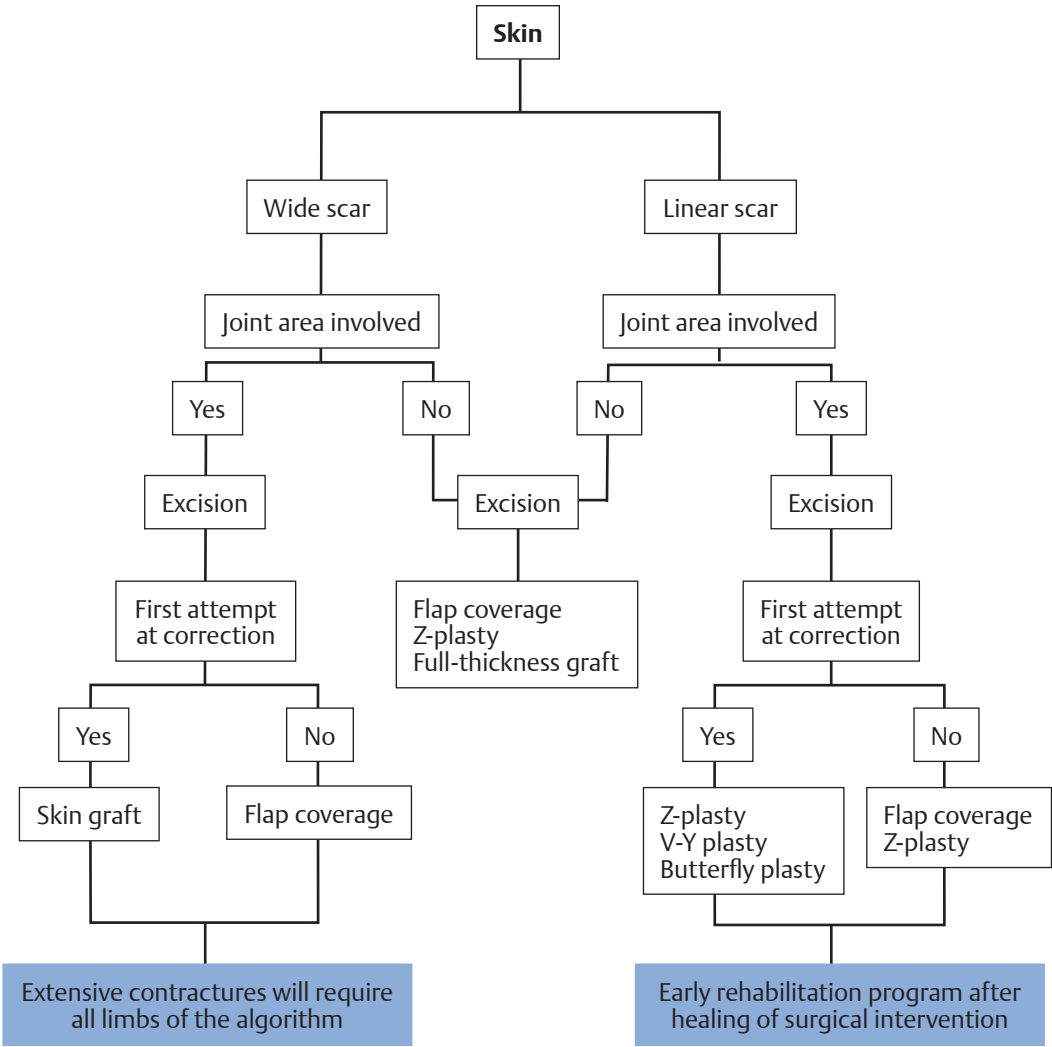 Skin
Wide scar
Linear scar
Joint area involved
Joint area involved
Yes
No
No
Yes
Excision
Excision
Excision
First attempt
at correction
Flap coverage
Z-plasty
Full-thickness graft
First attempt
at correction
Yes
No
Yes
No
Skin graft
Flap coverage
Z-plasty
V-Y plasty
Butterfly plasty
Flap coverage
Z-plasty
Extensive contractures will require
all limbs of the algorithm
Early rehabilitation program after
healing of surgical intervention